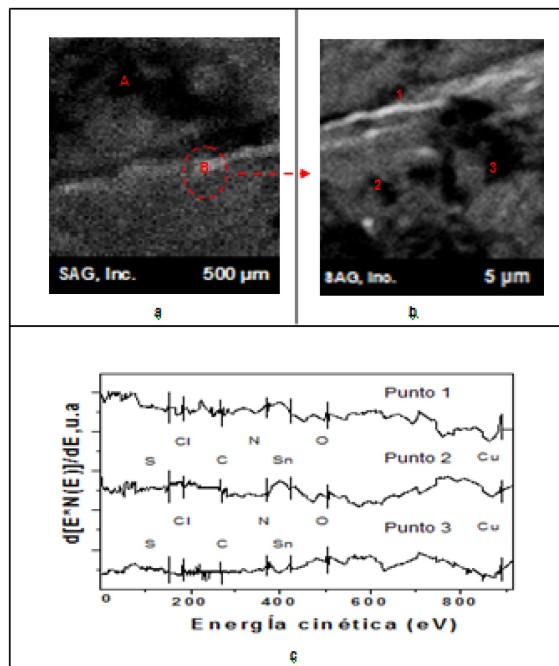 A
B
SAG, Inc. 500 µm
a
1
2
3
SAG, Inc. 5 µm
b
d[E*N(E)]/dE,u.a
Punto 1
Cl N O
S C Sn Punto 2 Cu
Cl N O
S C Sn Punto 3 Cu
0 200 400 600 800
Energía cinética (eV)
c